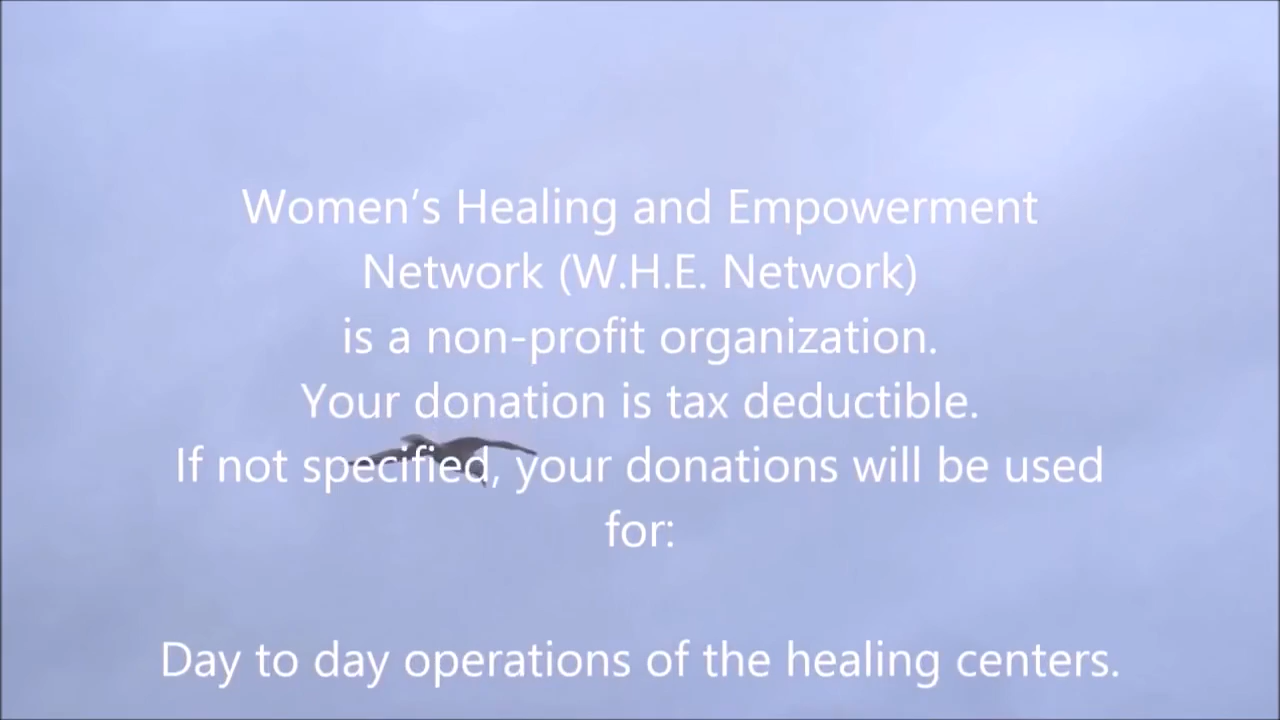 Women’s Healing and Empowerment
Network (W.H.E. Network)
is a non-profit organization.
Your donation is tax deductible.
If not specified, your donations will be used
for:
Day to day operations of the healing centers.